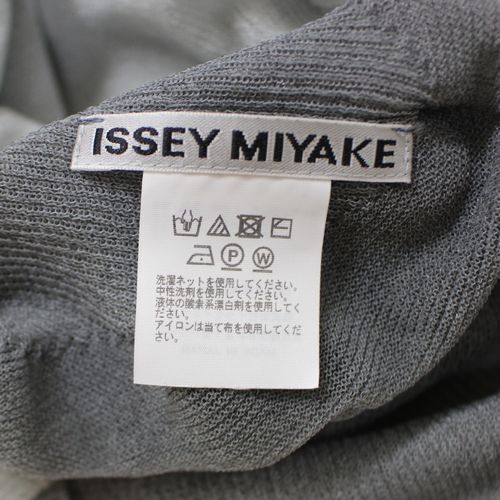 ISSEY MIYAKE
P W
洗濯ネットを使用してください。
中性洗剤を使用してください。
液体の酸素系漂白剤を使用してください。
アイロンは当て布を使用してください。